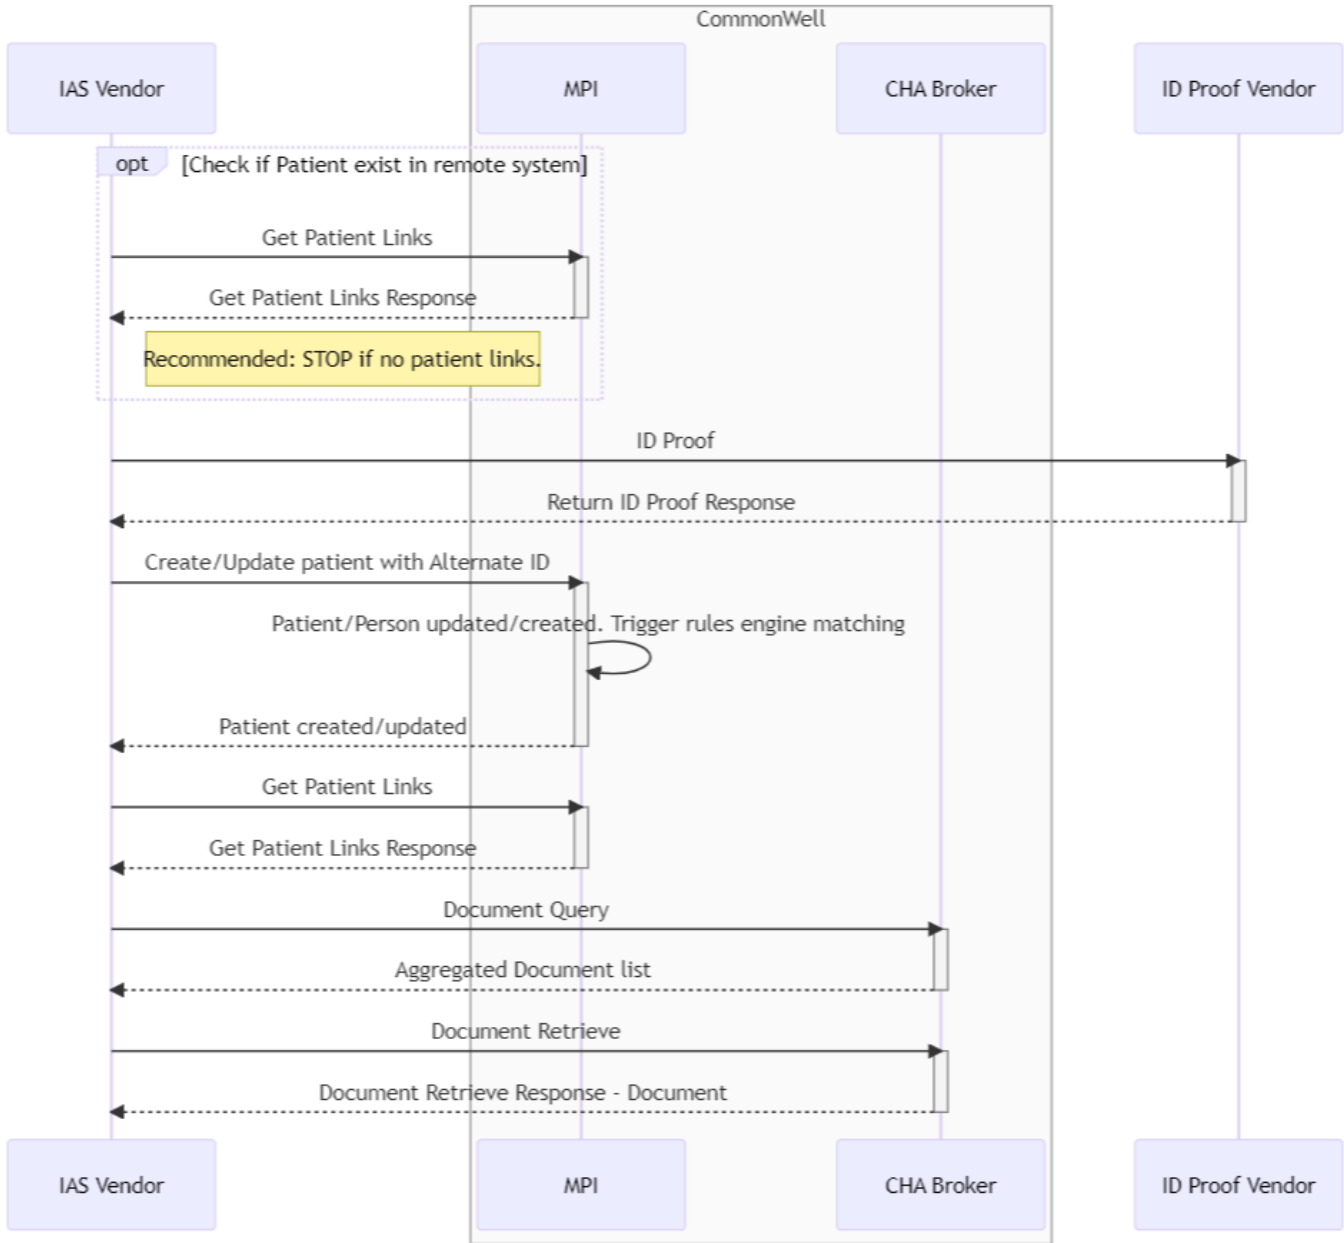 CommonWell
IAS Vendor
MPI
CHA Broker
ID Proof Vendor
opt
[Check if Patient exist in remote system]
Get Patient Links
Get Patient Links Response
Recommended: STOP if no patient links.
ID Proof
Return ID Proof Response
Create/Update patient with Alternate ID
Patient/Person updated/created. Trigger rules engine matching
Patient created/updated
Get Patient Links
Get Patient Links Response
Document Query
Aggregated Document list
Document Retrieve
Document Retrieve Response - Document
IAS Vendor
MPI
CHA Broker
ID Proof Vendor